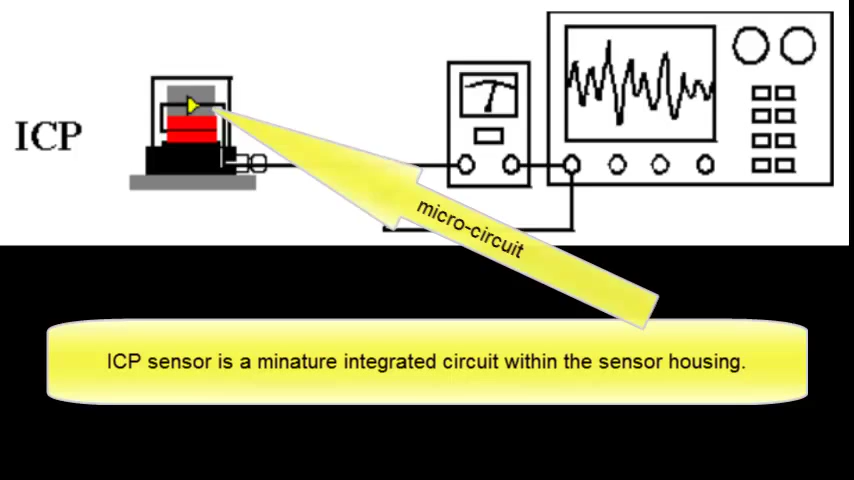 ICP
micro-circuit
ICP sensor is a minature integrated circuit within the sensor housing.